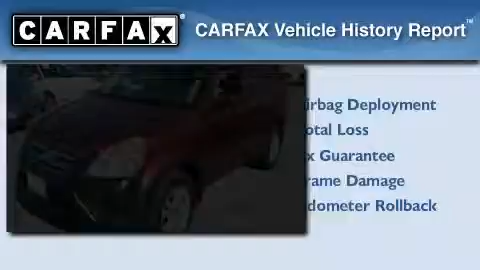 CARFAX® CARFAX Vehicle History Report™
irbag Deployment
otal Loss
x Guarantee
rame Damage
dometer Rollback